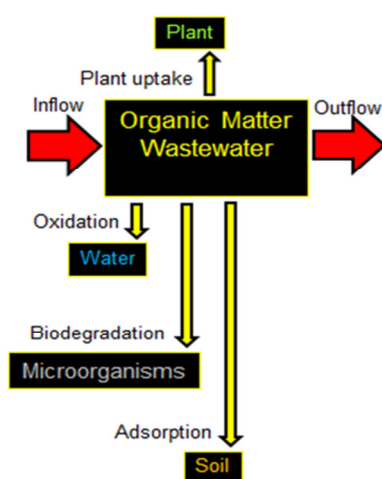 Plant
Plant uptake
Inflow
Outflow
Organic Matter
Wastewater
Oxidation
Water
Biodegradation
Microorganisms
Adsorption
Soil